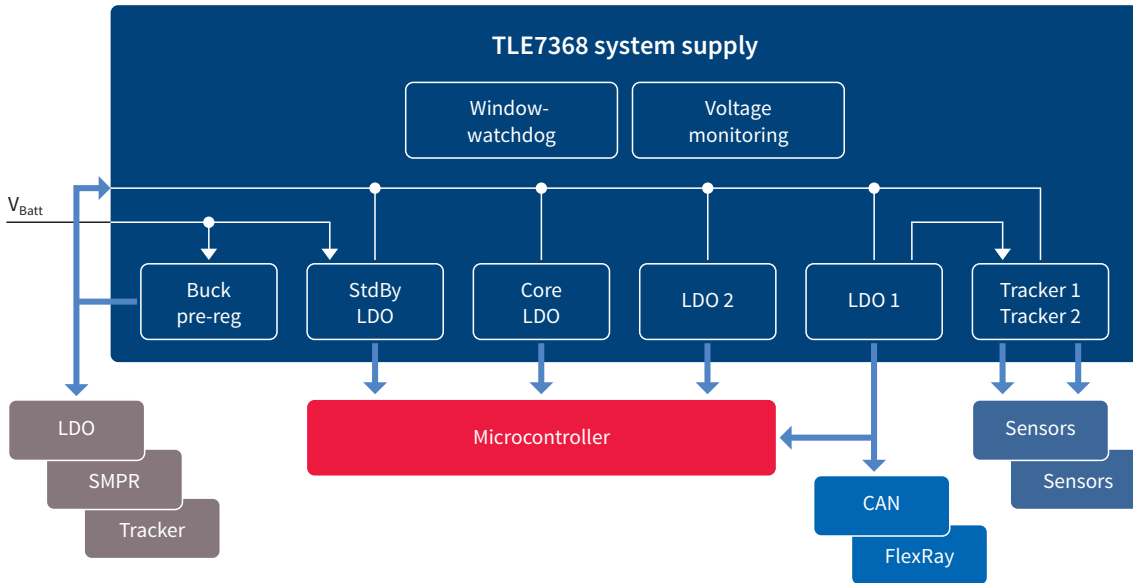 TLE7368 system supply
Window-
watchdog
Voltage
monitoring
V_Batt
Buck
pre-reg
StdBy
LDO
Core
LDO
LDO 2
LDO 1
Tracker 1
Tracker 2
LDO
SMPR
Tracker
Microcontroller
CAN
FlexRay
Sensors
Sensors